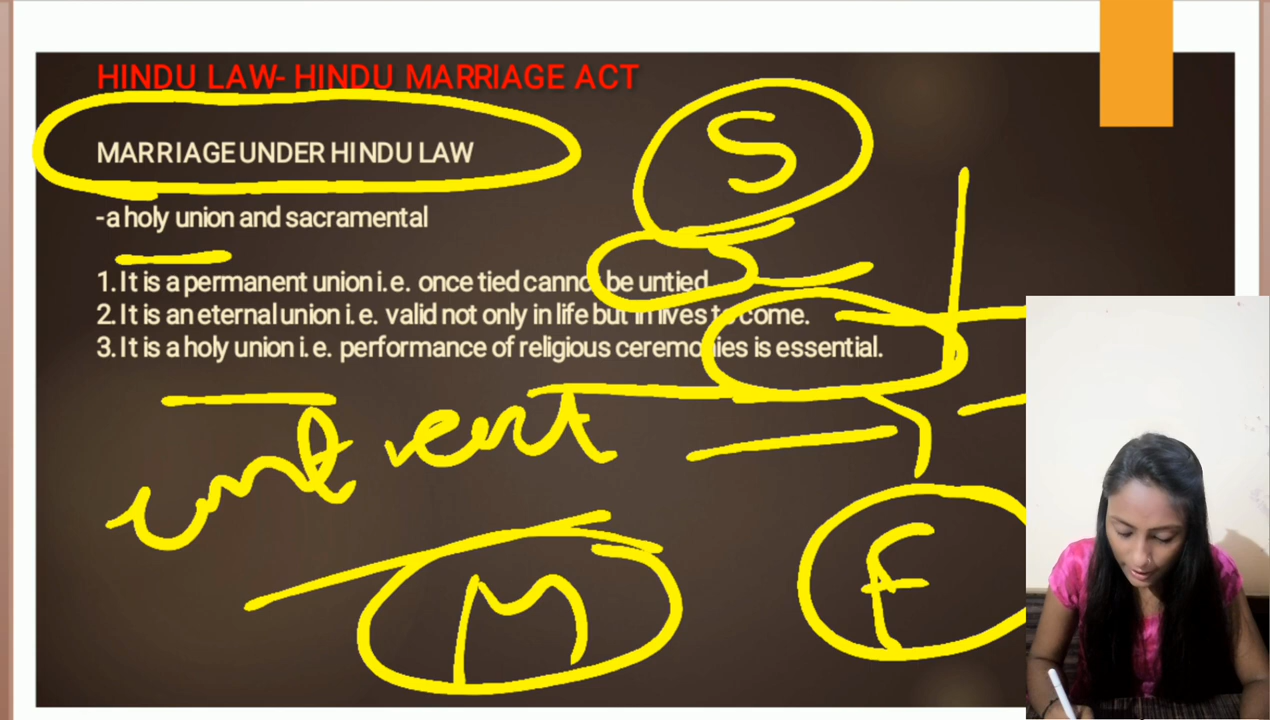 HINDU LAW- HINDU MARRIAGE ACT
MARRIAGE UNDER HINDU LAW
S
-a holy union and sacramental
1. It is a permanent union i.e. once tied cannot be untied.
2. It is an eternal union i.e. valid not only in life but in lives to come.
3. It is a holy union i.e. performance of religious ceremonies is essential.
M
F